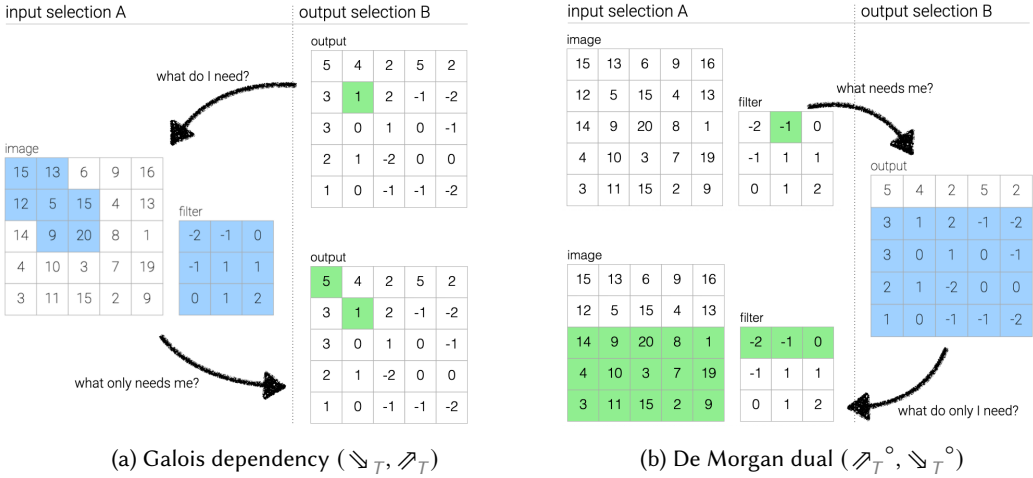 input selection A
output selection B
output
5 4 2 5 2
3 1 2 -1 -2
3 0 1 0 -1
2 1 -2 0 0
1 0 -1 -1 -2
what do I need?
image
15 13 6 9 16
12 5 15 4 13
14 9 20 8 1
4 10 3 7 19
3 11 15 2 9
filter
-2 -1 0
-1 1 1
0 1 2
what only needs me?
output
5 4 2 5 2
3 1 2 -1 -2
3 0 1 0 -1
2 1 -2 0 0
1 0 -1 -1 -2
(a) Galois dependency (⇘T, ⇗T)
input selection A
output selection B
image
15 13 6 9 16
12 5 15 4 13
14 9 20 8 1
4 10 3 7 19
3 11 15 2 9
filter
-2 -1 0
-1 1 1
0 1 2
what needs me?
output
5 4 2 5 2
3 1 2 -1 -2
3 0 1 0 -1
2 1 -2 0 0
1 0 -1 -1 -2
image
15 13 6 9 16
12 5 15 4 13
14 9 20 8 1
4 10 3 7 19
3 11 15 2 9
filter
-2 -1 0
-1 1 1
0 1 2
what do only I need?
(b) De Morgan dual (⇗T°, ⇘T°)